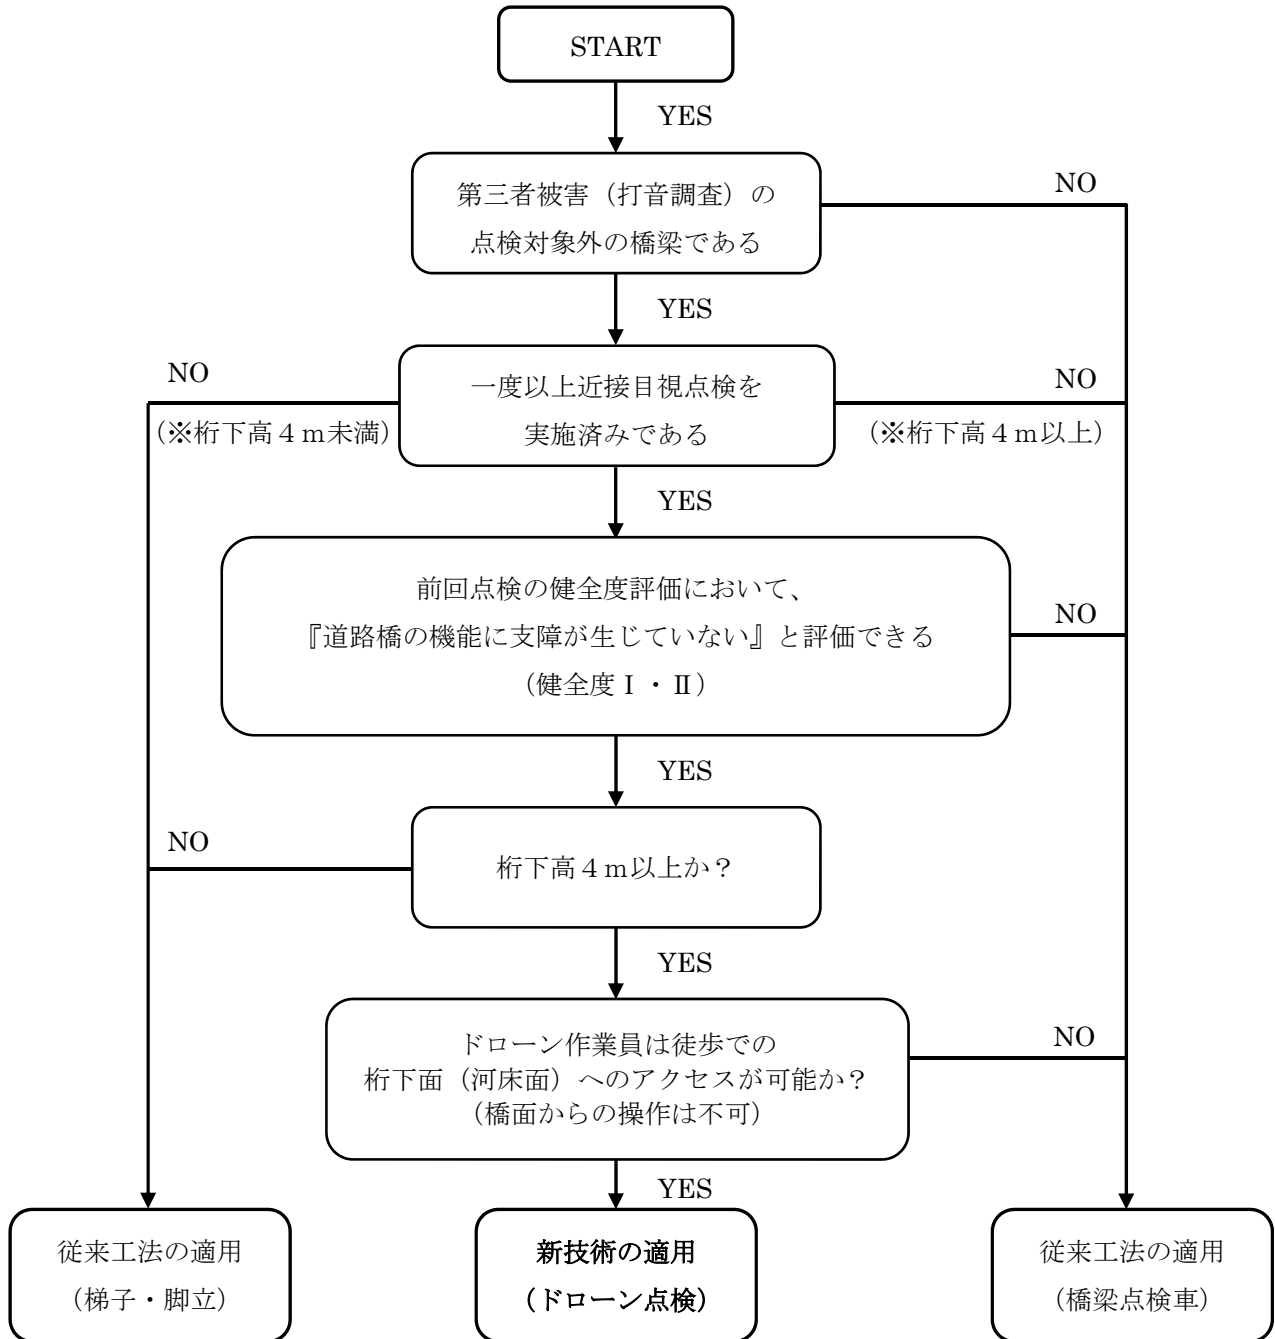 START
YES
第三者被害（打音調査）の
点検対象外の橋梁である
NO
YES
NO
（※桁下高４ｍ未満）
一度以上近接目視点検を
実施済みである
NO
（※桁下高４ｍ以上）
YES
前回点検の健全度評価において、
『道路橋の機能に支障が生じていない』と評価できる
（健全度Ⅰ・Ⅱ）
NO
YES
NO
桁下高４ｍ以上か？
YES
ドローン作業員は徒歩での
桁下面（河床面）へのアクセスが可能か？
（橋面からの操作は不可）
NO
YES
従来工法の適用
（梯子・脚立）
新技術の適用
（ドローン点検）
従来工法の適用
（橋梁点検車）